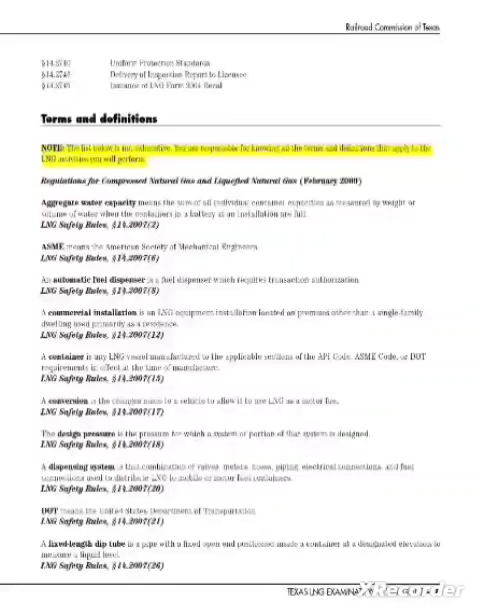 Railroad Commission of Texas
§14.2740 Uniform Protection Standards
§14.2746 Delivery of Inspection Report to Licensee
§14.2749 Issuance of LNG Form 2004 Decal
Terms and definitions
NOTE: The list below is not exhaustive. You are responsible for knowing all the terms and definitions that apply to the
LNG activities you will perform.
Regulations for Compressed Natural Gas and Liquefied Natural Gas (February 2009)
Aggregate water capacity means the sum of all individual container capacities as measured by weight or
volume of water when the containers in a battery at an installation are full.
LNG Safety Rules, §14.2007(2)
ASME means the American Society of Mechanical Engineers.
LNG Safety Rules, §14.2007(6)
An automatic fuel dispenser is a fuel dispenser which requires transaction authorization.
LNG Safety Rules, §14.2007(8)
A commercial installation is an LNG equipment installation located on premises other than a single-family
dwelling used primarily as a residence.
LNG Safety Rules, §14.2007(12)
A container is any LNG vessel manufactured to the applicable sections of the API Code, ASME Code, or DOT
requirements in effect at the time of manufacture.
LNG Safety Rules, §14.2007(15)
A conversion is the changes made to a vehicle to allow it to use LNG as a motor fuel.
LNG Safety Rules, §14.2007(17)
The design pressure is the pressure for which a system or portion of that system is designed.
LNG Safety Rules, §14.2007(18)
A dispensing system is that combination of valves, meters, hoses, piping, electrical connections, and fuel
connections used to distribute LNG to mobile or motor fuel containers.
LNG Safety Rules, §14.2007(20)
DOT means the United States Department of Transportation.
LNG Safety Rules, §14.2007(21)
A fixed-length dip tube is a pipe with a fixed open end positioned inside a container at a designated elevation to
measure a liquid level.
LNG Safety Rules, §14.2007(26)
TEXAS LNG EXAMINATION
XRecorder